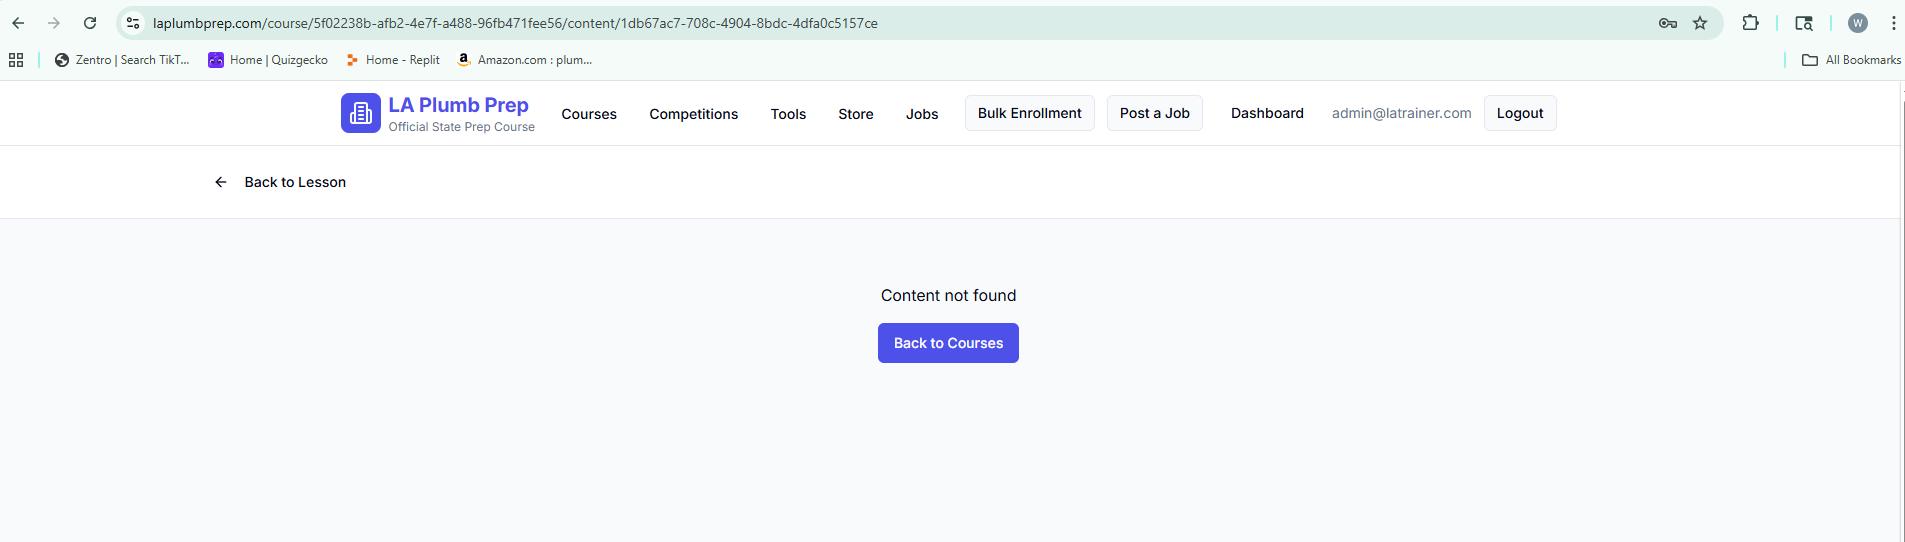 laplumbprep.com/course/5f02238b-afb2-4e7f-a488-96fb471fee56/content/1db67ac7-708c-4904-8bdc-4dfa0c5157ce
W
Zentro | Search TikT...
Home | Quizgecko
Home - Replit
Amazon.com : plum...
All Bookmarks
LA Plumb Prep
Official State Prep Course
Courses
Competitions
Tools
Store
Jobs
Bulk Enrollment
Post a Job
Dashboard
admin@latrainer.com
Logout
Back to Lesson
Content not found
Back to Courses